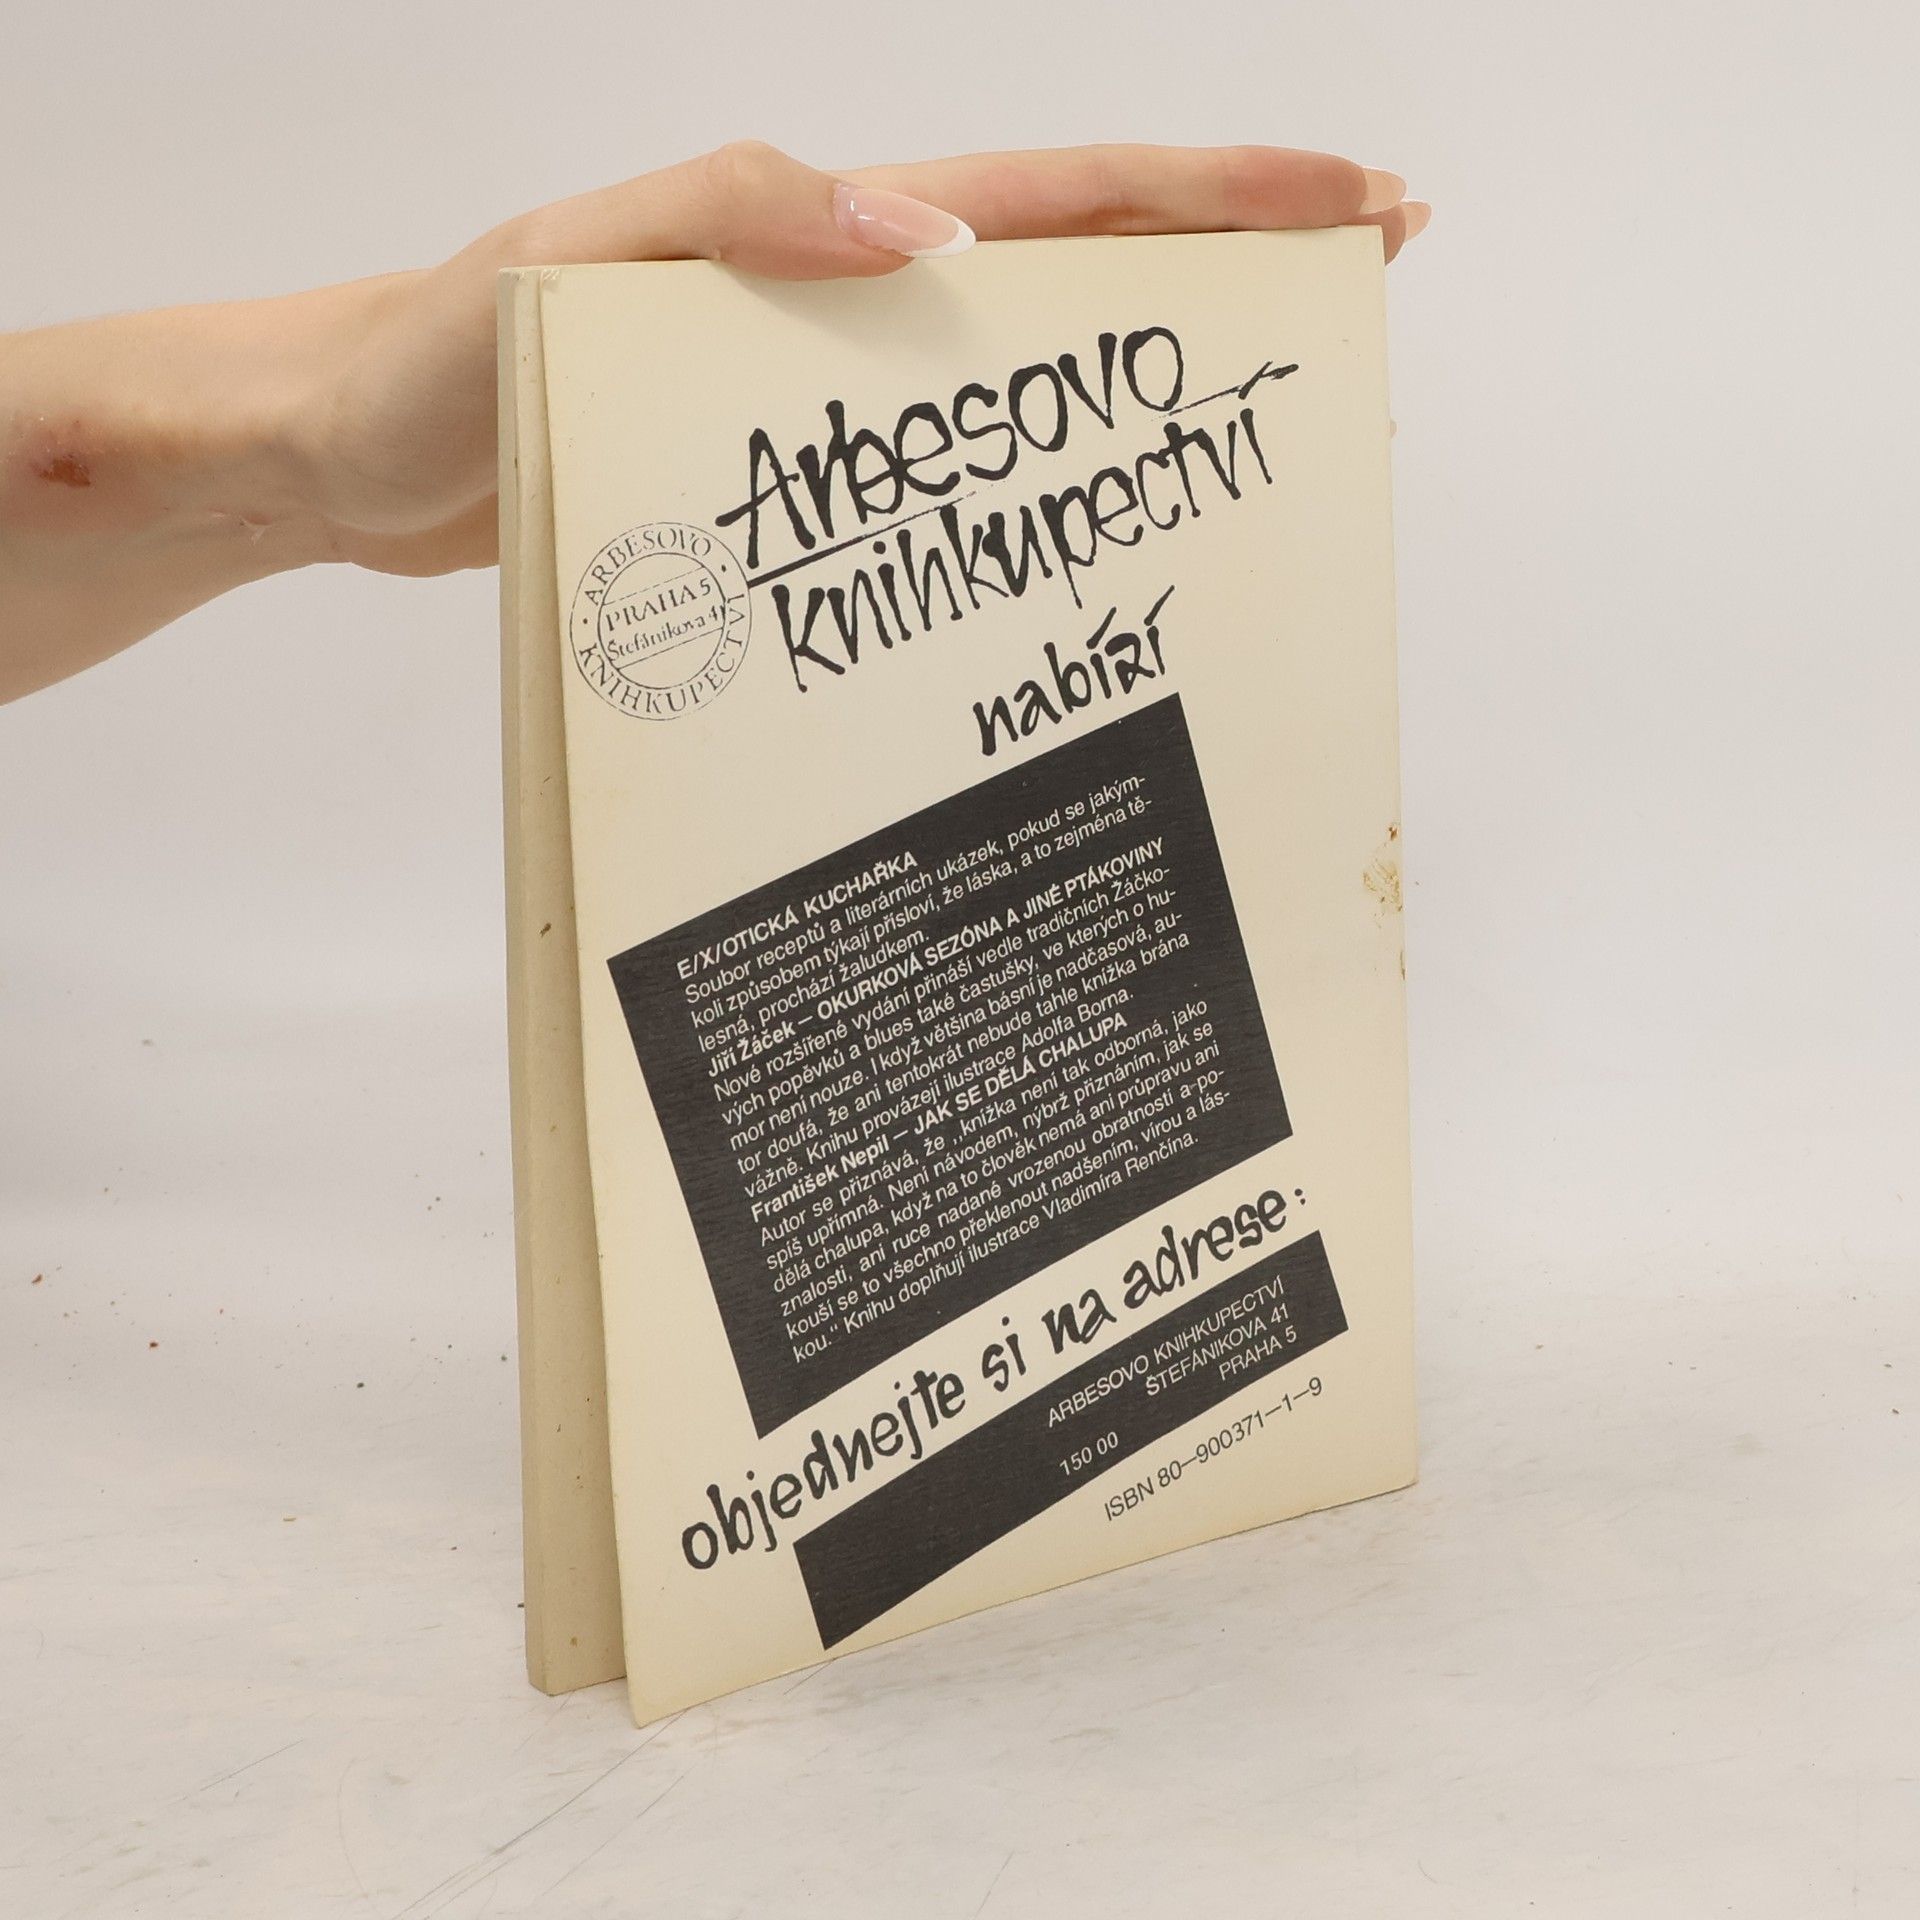 Arbesovo
knihkupectví
nabízí
ARBESOVO
PRAHA 5
Štefánikova 41
KNIHKUPECTVÍ
E/X/OTICKÁ KUCHAŘKA
Soubor receptů a literárních ukázek, pokud se jakým-
koli způsobem týkají přísloví, že láska, a to zejména tě-
lesná, prochází žaludkem.
Jiří Žáček — OKURKOVÁ SEZÓNA A JINÉ PTÁKOVINY
Nové rozšířené vydání přináší vedle tradičních Žáčko-
vých popěvků a blues také častušky, ve kterých o hu-
mor není nouze. I když většina básní je nadčasová, au-
tor doufá, že ani tentokrát nebude tahle knížka brána
vážně. Knihu provázejí ilustrace Adolfa Borna.
František Nepil — JAK SE DĚLÁ CHALUPA
Autor se přiznává, že ,,knížka není tak odborná, jako
spíš upřímná. Není návodem, nýbrž přiznáním, jak se
dělá chalupa, když na to člověk nemá ani průpravu ani
znalosti, ani ruce nadané vrozenou obratností a po-
kouší se to všechno překlenout nadšením, vírou a lás-
kou." Knihu doplňují ilustrace Vladimíra Renčína.
objednejte si na adrese:
ARBESOVO KNIHKUPECTVÍ
ŠTEFÁNIKOVA 41
PRAHA 5
150 00
ISBN 80—900371—1—9